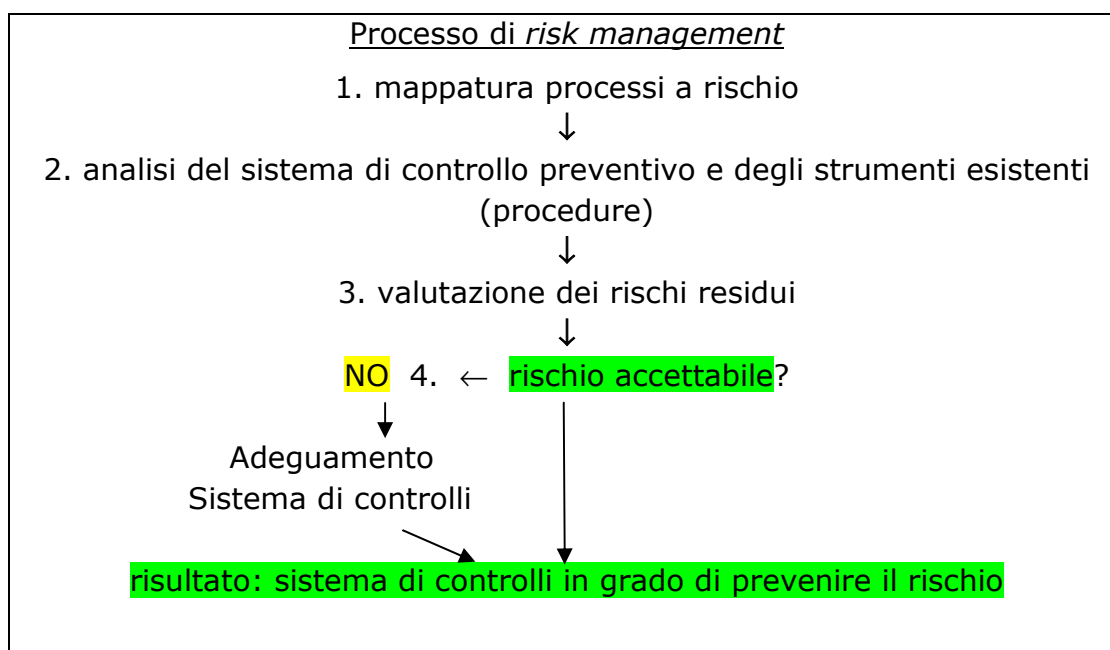 Processo di risk management
1. mappatura processi a rischio
↓
2. analisi del sistema di controllo preventivo e degli strumenti esistenti
(procedure)
↓
3. valutazione dei rischi residui
↓
NO 4. ← rischio accettabile?
Adeguamento
Sistema di controlli
risultato: sistema di controlli in grado di prevenire il rischio